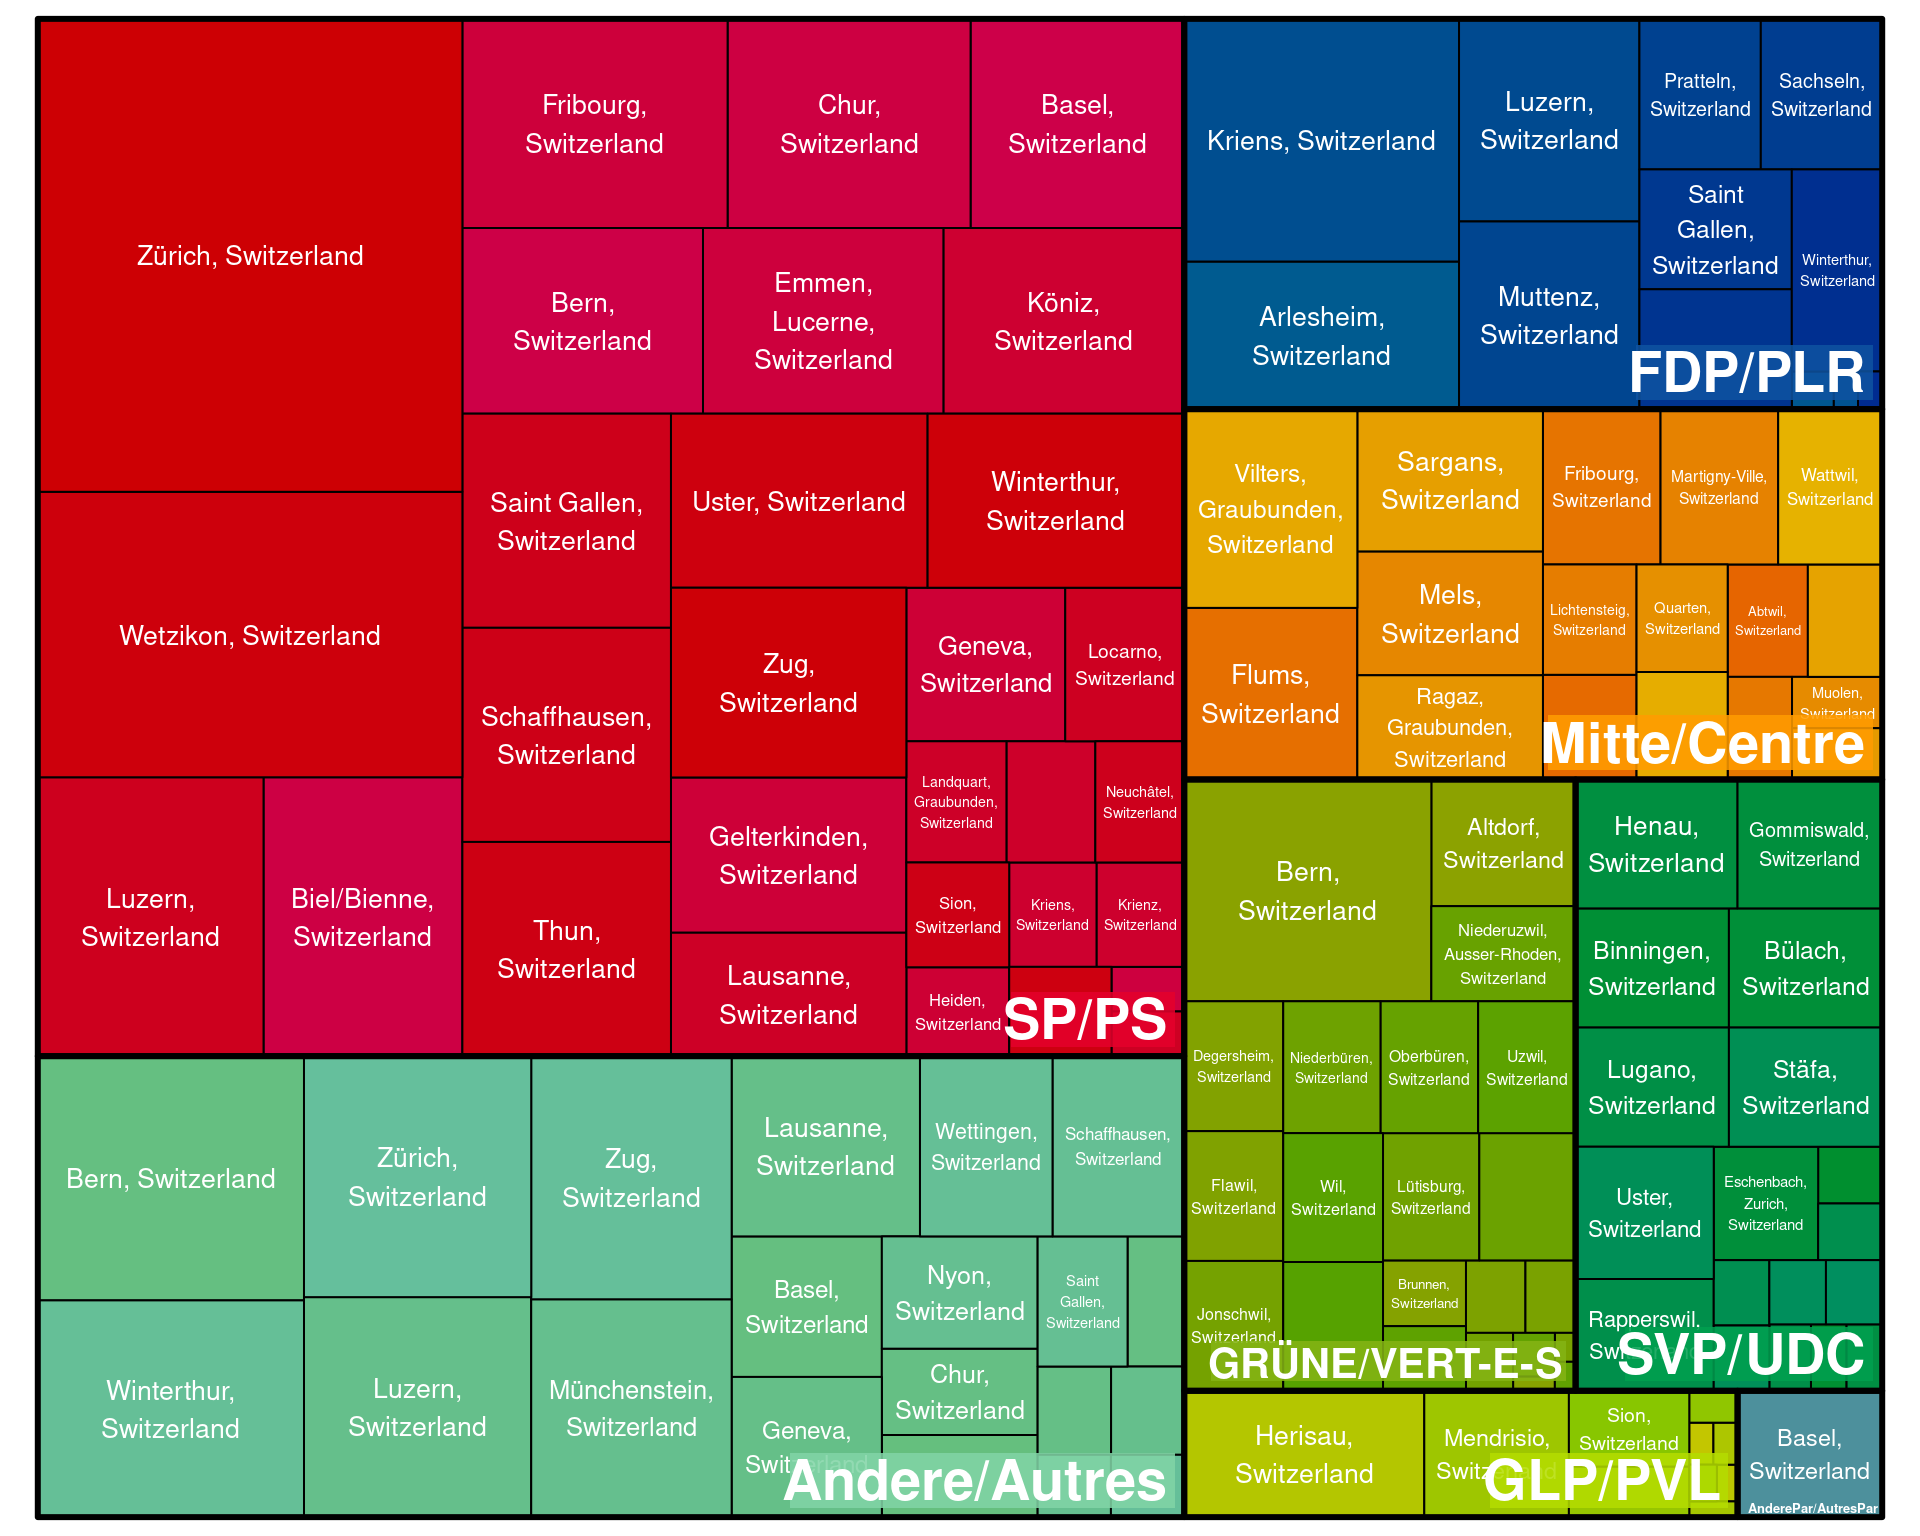 Zürich, Switzerland
Wetzikon, Switzerland
Luzern,
Switzerland
Biel/Bienne,
Switzerland
Fribourg,
Switzerland
Chur,
Switzerland
Basel,
Switzerland
Bern,
Switzerland
Emmen,
Lucerne,
Switzerland
Köniz,
Switzerland
Saint Gallen,
Switzerland
Uster, Switzerland
Winterthur,
Switzerland
Schaffhausen,
Switzerland
Thun,
Switzerland
Zug,
Switzerland
Gelterkinden,
Switzerland
Lausanne,
Switzerland
Geneva,
Switzerland
Locarno,
Switzerland
Landquart,
Graubunden,
Switzerland
Neuchâtel,
Switzerland
Sion,
Switzerland
Kriens,
Switzerland
Krienz,
Switzerland
Heiden,
Switzerland
SP/PS
Bern, Switzerland
Winterthur,
Switzerland
Zürich,
Switzerland
Luzern,
Switzerland
Zug,
Switzerland
Münchenstein,
Switzerland
Lausanne,
Switzerland
Wettingen,
Switzerland
Schaffhausen,
Switzerland
Basel,
Switzerland
Geneva,
Switzerland
Nyon,
Switzerland
Chur,
Switzerland
Saint
Gallen,
Switzerland
Andere/Autres
Kriens, Switzerland
Arlesheim,
Switzerland
Luzern,
Switzerland
Muttenz,
Switzerland
Pratteln,
Switzerland
Sachseln,
Switzerland
Saint
Gallen,
Switzerland
Winterthur,
Switzerland
FDP/PLR
Vilters,
Graubunden,
Switzerland
Flums,
Switzerland
Sargans,
Switzerland
Mels,
Switzerland
Ragaz,
Graubunden,
Switzerland
Fribourg,
Switzerland
Martigny-Ville,
Switzerland
Wattwil,
Switzerland
Lichtensteig,
Switzerland
Quarten,
Switzerland
Abtwil,
Switzerland
Muolen,
Switzerland
Mitte/Centre
Bern,
Switzerland
Altdorf,
Switzerland
Niederuzwil,
Ausser-Rhoden,
Switzerland
Degersheim,
Switzerland
Niederbüren,
Switzerland
Oberbüren,
Switzerland
Uzwil,
Switzerland
Flawil,
Switzerland
Wil,
Switzerland
Lütisburg,
Switzerland
Jonschwil,
Switzerland
Brunnen,
Switzerland
GRÜNE/VERT-E-S
Henau,
Switzerland
Gommiswald,
Switzerland
Binningen,
Switzerland
Bülach,
Switzerland
Lugano,
Switzerland
Stäfa,
Switzerland
Uster,
Switzerland
Eschenbach,
Zurich,
Switzerland
Rapperswil,
SVP/UDC
Herisau,
Switzerland
Mendrisio,
Switzerland
Sion,
Switzerland
GLP/PVL
Basel,
Switzerland
AnderePar/AutresPar